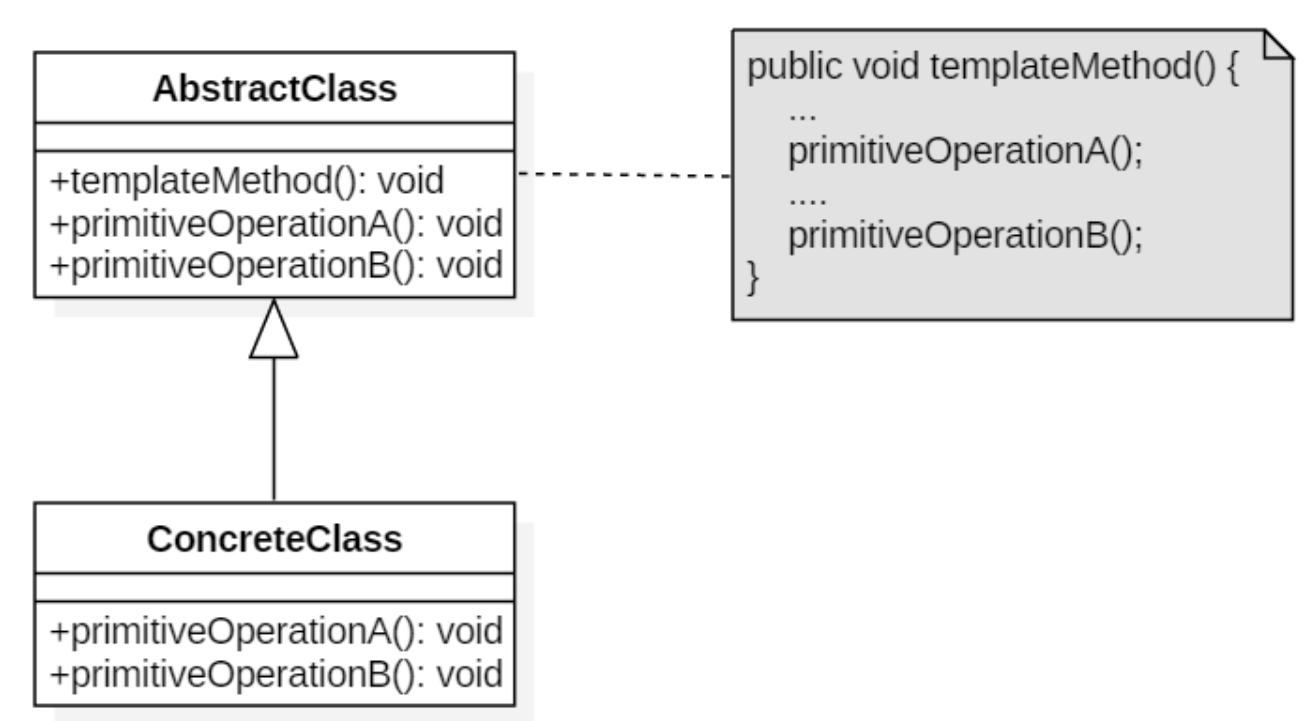 AbstractClass
+templateMethod(): void
+primitiveOperationA(): void
+primitiveOperationB(): void
public void templateMethod() {
...
primitiveOperationA();
....
primitiveOperationB();
}
ConcreteClass
+primitiveOperationA(): void
+primitiveOperationB(): void